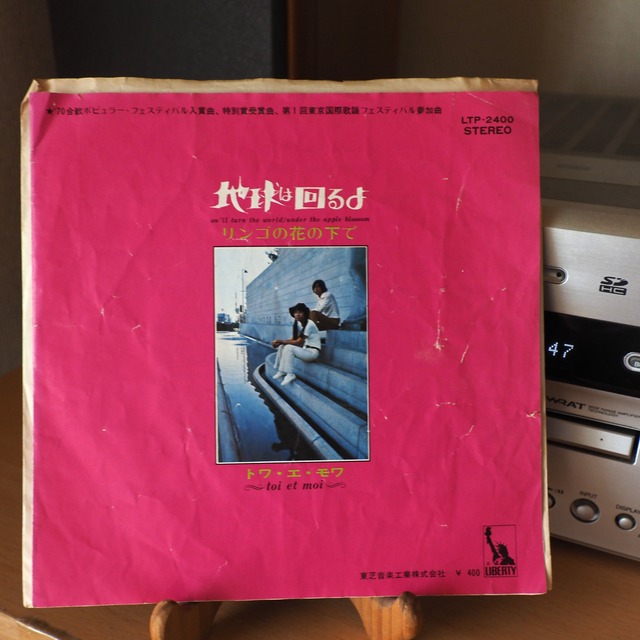 ★'70合歓ポピュラー・フェスティバル入賞曲、特別賞受賞曲、第1回東京国際歌謡フェスティバル参加曲
LTP-2400
STEREO
地球は回るよ
we'll turn the world/under the apple blossom
リンゴの花の下で
トワ・エ・モワ
toi et moi
東芝音楽工業株式会社 ¥ 400
LIBERTY
SD
HC
47
INPUT
DISPLAY